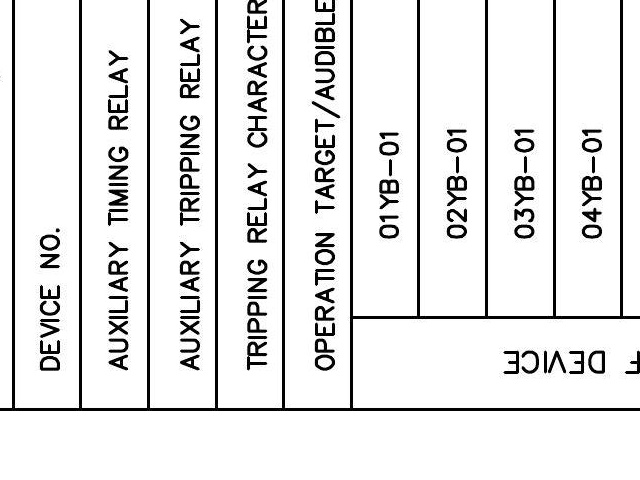 DEVICE NO.
AUXILIARY TIMING RELAY
AUXILIARY TRIPPING RELAY
TRIPPING RELAY CHARACTER
OPERATION TARGET/AUDIBLE
01YB-01
02YB-01
03YB-01
04YB-01
F DEVICE